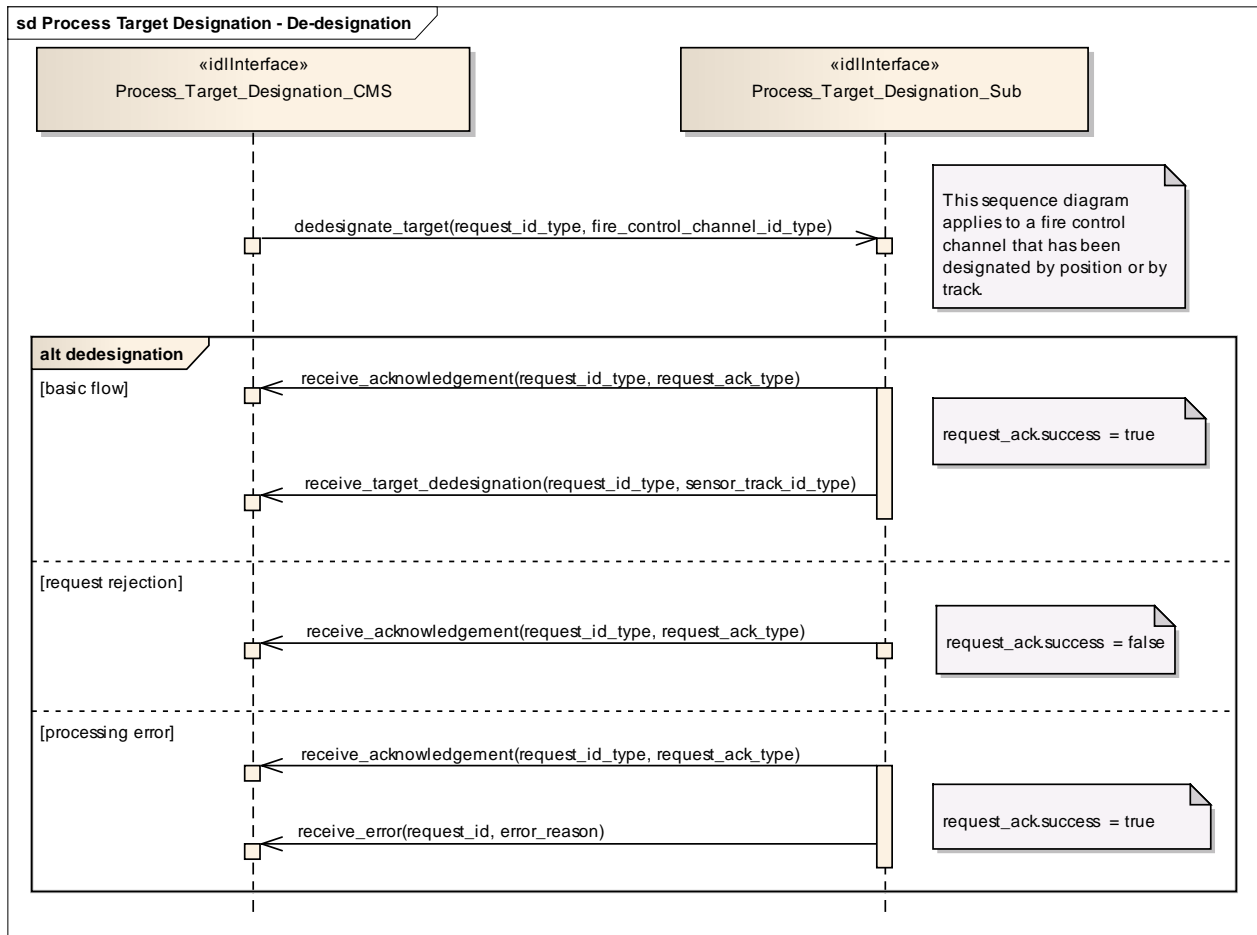 sd Process Target Designation - De-designation
«idlInterface»
Process_Target_Designation_CMS
«idlInterface»
Process_Target_Designation_Sub
dedesignate_target(request_id_type, fire_control_channel_id_type)
This sequence diagram
applies to a fire control
channel that has been
designated by position or by
track.
alt dedesignation
[basic flow]
receive_acknowledgement(request_id_type, request_ack_type)
request_ack.success = true
receive_target_dedesignation(request_id_type, sensor_track_id_type)
[request rejection]
receive_acknowledgement(request_id_type, request_ack_type)
request_ack.success = false
[processing error]
receive_acknowledgement(request_id_type, request_ack_type)
request_ack.success = true
receive_error(request_id, error_reason)